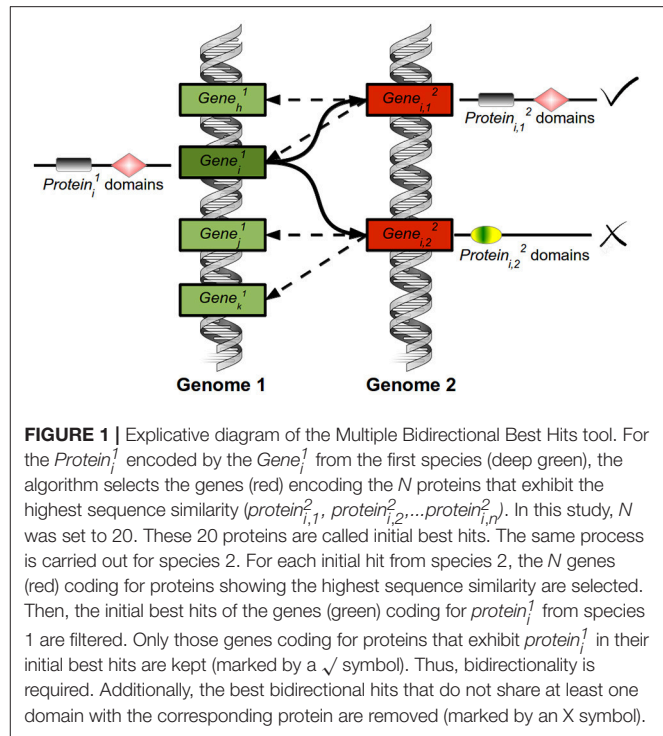 Gene_h^1
Gene_{i,1}^2
Protein_{i,1}^2
domains
Gene_i^1
Protein_i^1 domains
Gene_j^1
Gene_{i,2}^2
Protein_{i,2}^2 domains
Gene_k^1
Genome 1
Genome 2
FIGURE 1 | Explicative diagram of the Multiple Bidirectional Best Hits tool. For
the Protein_i^1 encoded by the Gene_i^1 from the first species (deep green), the
algorithm selects the genes (red) encoding the N proteins that exhibit the
highest sequence similarity (protein_{i,1}^2, protein_{i,2}^2,...protein_{i,n}^2). In this study, N
was set to 20. These 20 proteins are called initial best hits. The same process
is carried out for species 2. For each initial hit from species 2, the N genes
(red) coding for proteins showing the highest sequence similarity are selected.
Then, the initial best hits of the genes (green) coding for protein_i^1 from species
1 are filtered. Only those genes coding for proteins that exhibit protein_i^1 in their
initial best hits are kept (marked by a √ symbol). Thus, bidirectionality is
required. Additionally, the best bidirectional hits that do not share at least one
domain with the corresponding protein are removed (marked by an X symbol).